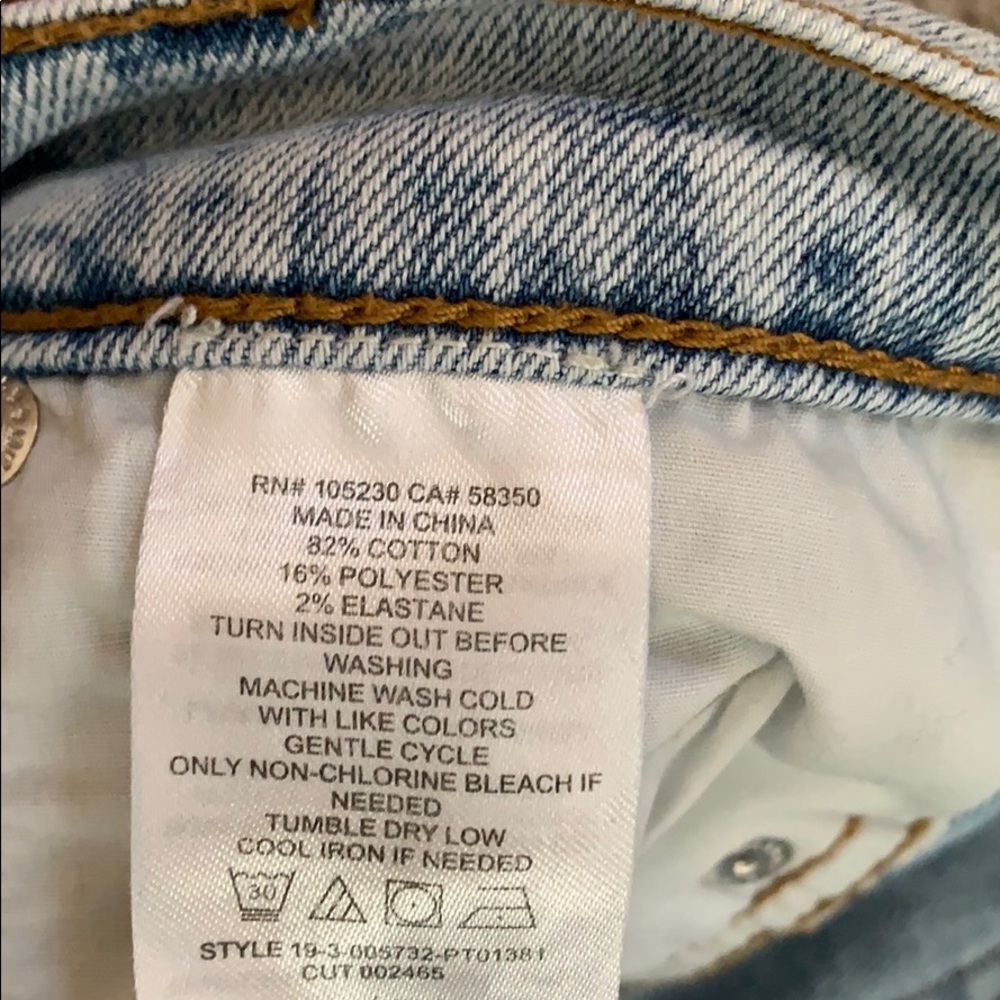 RN# 105230 CA# 58350
MADE IN CHINA
82% COTTON
16% POLYESTER
2% ELASTANE
TURN INSIDE OUT BEFORE
WASHING
MACHINE WASH COLD
WITH LIKE COLORS
GENTLE CYCLE
ONLY NON-CHLORINE BLEACH IF
NEEDED
TUMBLE DRY LOW
COOL IRON IF NEEDED
30
STYLE 19-3-005732-PT01381
CUT 002465